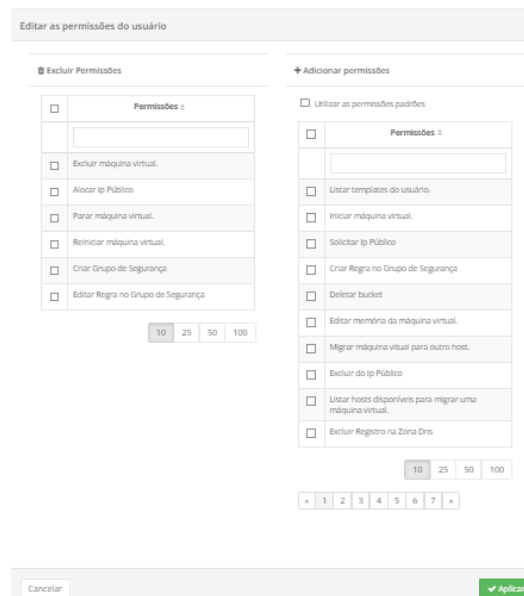 Editar as permissões do usuário
Excluir Permissões
Permissões
Excluir máquina virtual.
Alocar Ip Público
Parar máquina virtual.
Reiniciar máquina virtual.
Criar Grupo de Segurança
Editar Regra no Grupo de Segurança
10 25 50 100
Adicionar permissões
Utilizar as permissões padrões
Permissões
Listar templates do usuário.
Iniciar máquina virtual.
Solicitar Ip Público
Criar Regra no Grupo de Segurança
Deletar bucket
Editar memória da máquina virtual.
Migrar máquina vitual para outro host.
Excluir do Ip Público
Listar hosts disponíveis para migrar uma
máquina virtual.
Excluir Registro na Zona Dns
10 25 50 100
« 1 2 3 4 5 6 7 »
Cancelar
Aplicar